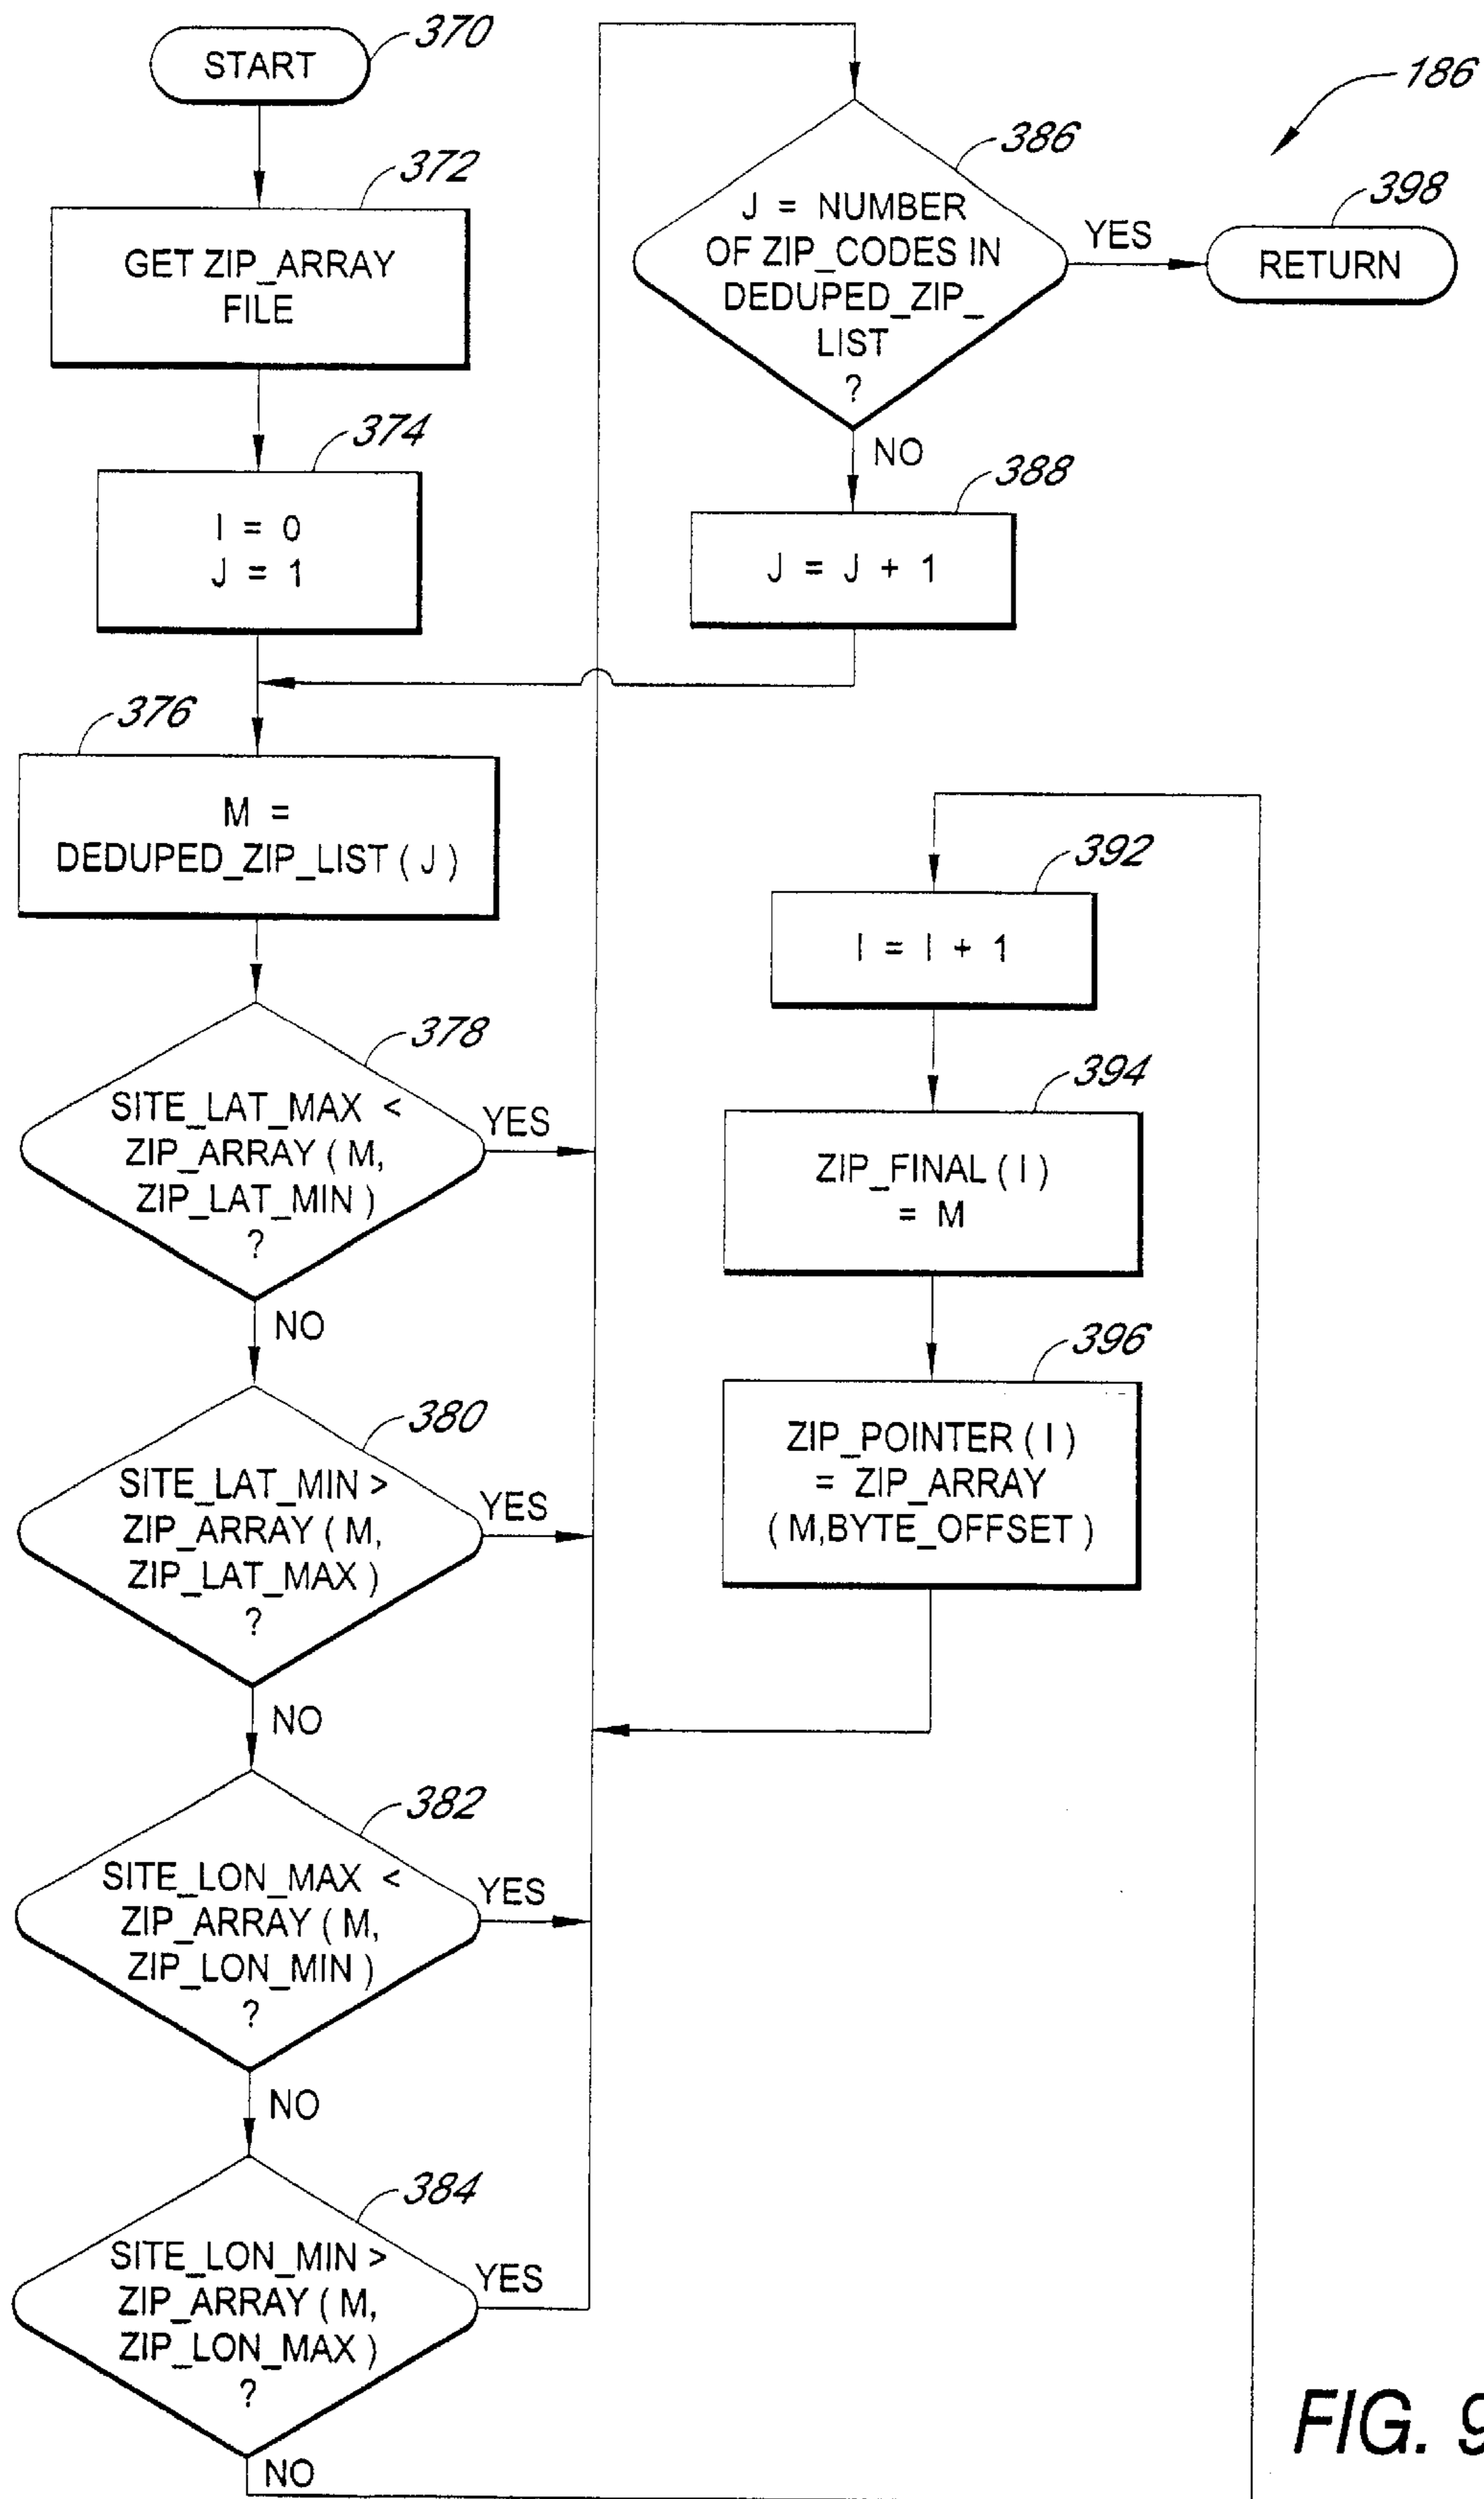 START
370
372
GET ZIP_ARRAY
FILE
374
I = 0
J = 1
376
M =
DEDUPED_ZIP_LIST ( J )
378
SITE_LAT_MAX <
ZIP_ARRAY ( M,
ZIP_LAT_MIN )
?
YES
NO
380
SITE_LAT_MIN >
ZIP_ARRAY ( M,
ZIP_LAT_MAX )
?
YES
NO
382
SITE_LON_MAX <
ZIP_ARRAY ( M,
ZIP_LON_MIN )
?
YES
NO
384
SITE_LON_MIN >
ZIP_ARRAY ( M,
ZIP_LON_MAX )
?
YES
NO
386
J = NUMBER
OF ZIP_CODES IN
DEDUPED_ZIP_
LIST
?
YES
NO
388
J = J + 1
392
I = I + 1
394
ZIP_FINAL ( I )
= M
396
ZIP_POINTER ( I )
= ZIP_ARRAY
( M,BYTE_OFFSET )
186
398
RETURN
FIG. 9